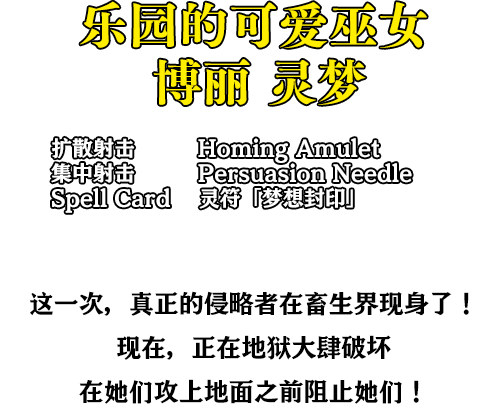 乐园的可爱巫女
博丽 灵梦
扩散射击 Homing Amulet
集中射击 Persuasion Needle
Spell Card 灵符「梦想封印」
这一次，真正的侵略者在畜生界现身了！
现在，正在地狱大肆破坏
在她们攻上地面之前阻止她们！